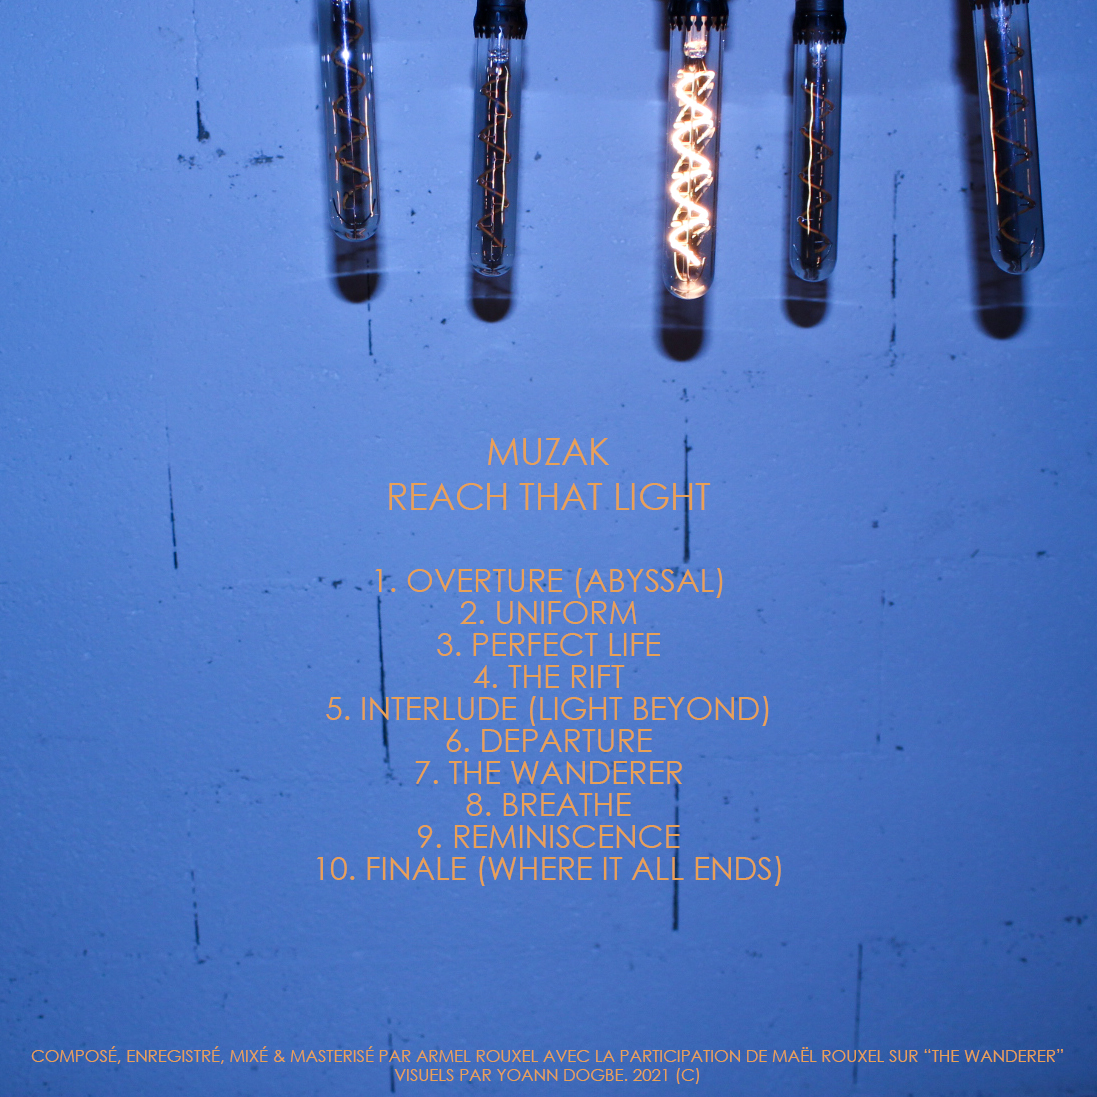 MUZAK
REACH THAT LIGHT
1. OVERTURE (ABYSSAL)
2. UNIFORM
3. PERFECT LIFE
4. THE RIFT
5. INTERLUDE (LIGHT BEYOND)
6. DEPARTURE
7. THE WANDERER
8. BREATHE
9. REMINISCENCE
10. FINALE (WHERE IT ALL ENDS)
COMPOSÉ, ENREGISTRÉ, MIXÉ & MASTERISÉ PAR ARMEL ROUXEL AVEC LA PARTICIPATION DE MAËL ROUXEL SUR “THE WANDERER”
VISUELS PAR YOANN DOGBE. 2021 (C)